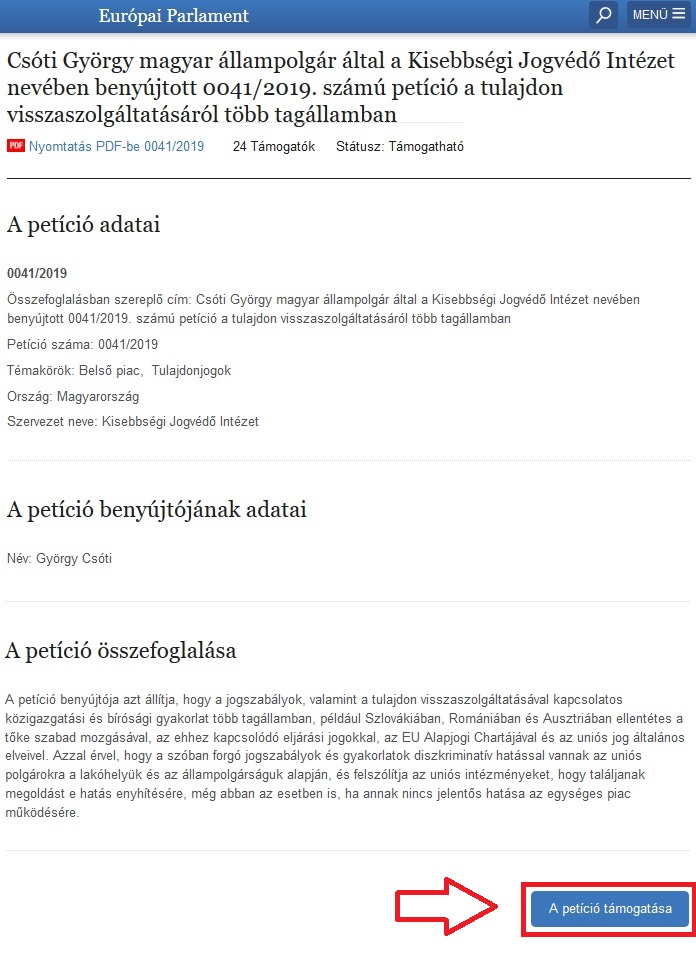 Európai Parlament
MENÜ
Csóti György magyar állampolgár által a Kisebbségi Jogvédő Intézet
nevében benyújtott 0041/2019. számú petíció a tulajdon
visszaszolgáltatásáról több tagállamban
PDF Nyomtatás PDF-be 0041/2019 24 Támogatók Státusz: Támogatható
A petíció adatai
0041/2019
Összefoglalásban szereplő cím: Csóti György magyar állampolgár által a Kisebbségi Jogvédő Intézet nevében
benyújtott 0041/2019. számú petíció a tulajdon visszaszolgáltatásáról több tagállamban
Petíció száma: 0041/2019
Témakörök: Belső piac, Tulajdonjogok
Ország: Magyarország
Szervezet neve: Kisebbségi Jogvédő Intézet
A petíció benyújtójának adatai
Név: György Csóti
A petíció összefoglalása
A petíció benyújtója azt állítja, hogy a jogszabályok, valamint a tulajdon visszaszolgáltatásával kapcsolatos
közigazgatási és bírósági gyakorlat több tagállamban, például Szlovákiában, Romániában és Ausztriában ellentétes a
tőke szabad mozgásával, az ehhez kapcsolódó eljárási jogokkal, az EU Alapjogi Chartájával és az uniós jog általános
elveivel. Azzal érvel, hogy a szóban forgó jogszabályok és gyakorlatok diszkriminatív hatással vannak az uniós
polgárokra a lakóhelyük és az állampolgárságuk alapján, és felszólítja az uniós intézményeket, hogy találjanak
megoldást e hatás enyhítésére, még abban az esetben is, ha annak nincs jelentős hatása az egységes piac
működésére.
A petíció támogatása